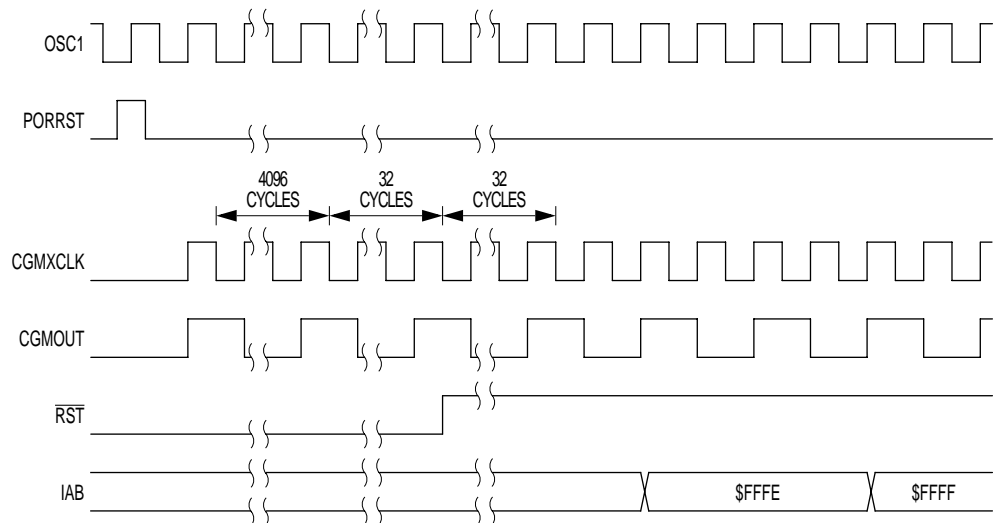 OSC1
PORRST
4096
CYCLES
32
CYCLES
32
CYCLES
CGMXCLK
CGMOUT
RST
IAB
$FFFE
$FFFF